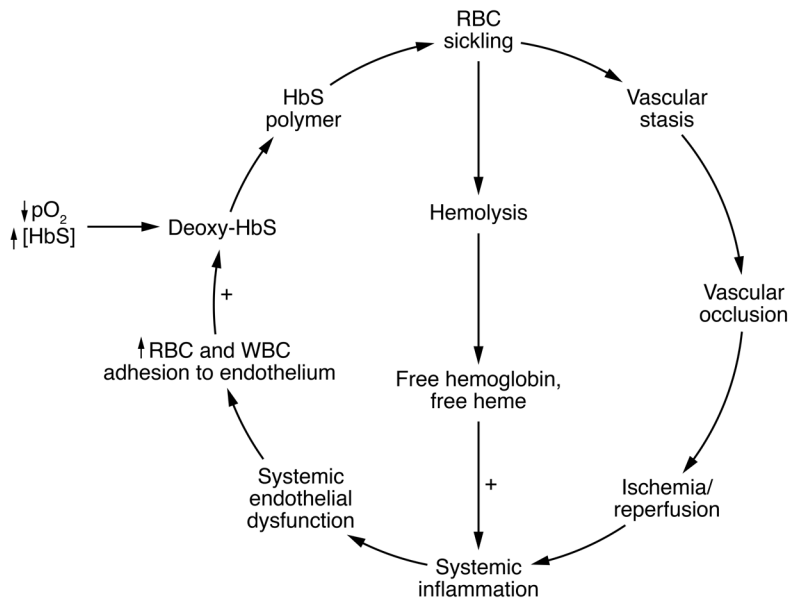 RBC
sickling
HbS
polymer
Vascular
stasis
↓pO₂
↑[HbS]
Deoxy-HbS
Hemolysis
+
Vascular
occlusion
↑RBC and WBC
adhesion to endothelium
Free hemoglobin,
free heme
Systemic
endothelial
dysfunction
+
Ischemia/
reperfusion
Systemic
inflammation